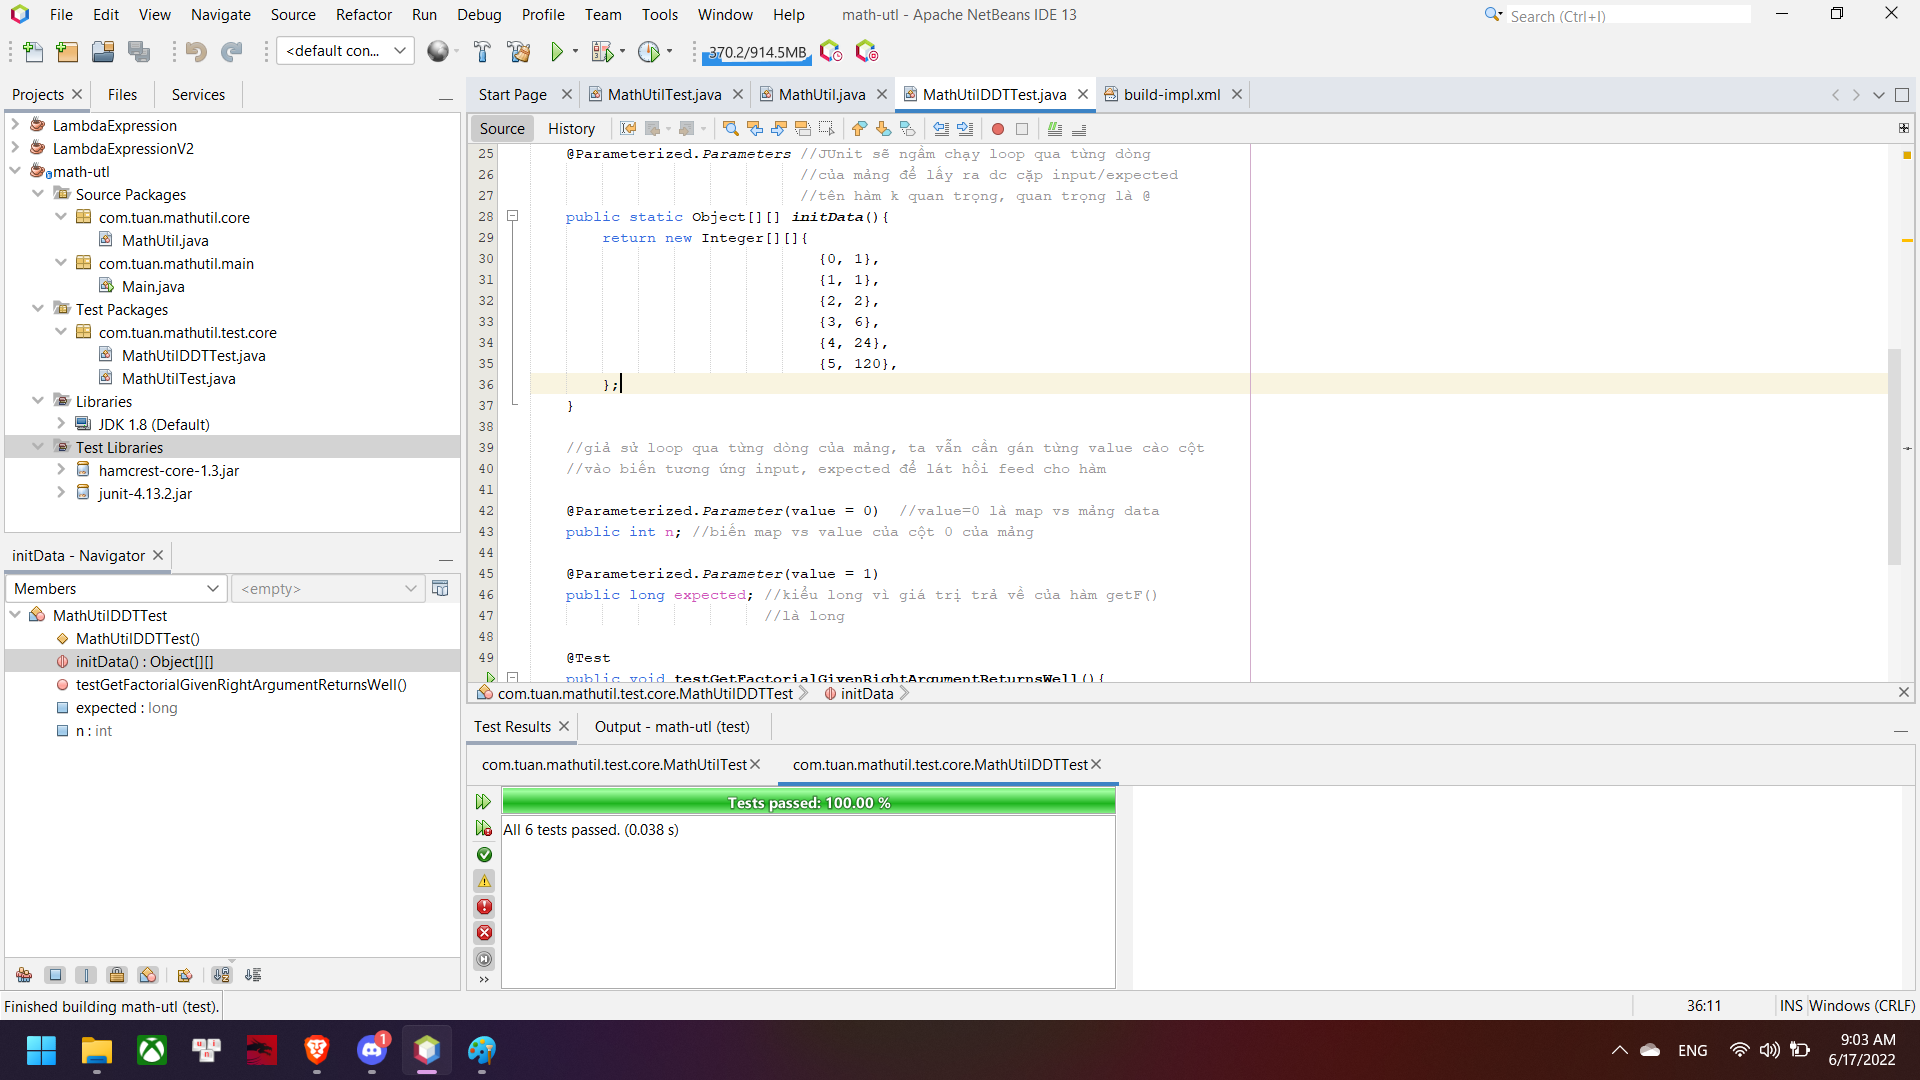 File Edit View Navigate Source Refactor Run Debug Profile Team Tools Window Help math-utl - Apache NetBeans IDE 13 Search (Ctrl+I)
<default con... 370.2/914.5MB
Projects Files Services
LambdaExpression
LambdaExpressionV2
math-utl
Source Packages
com.tuan.mathutil.core
MathUtil.java
com.tuan.mathutil.main
Main.java
Test Packages
com.tuan.mathutil.test.core
MathUtilDDTTest.java
MathUtilTest.java
Libraries
JDK 1.8 (Default)
Test Libraries
hamcrest-core-1.3.jar
junit-4.13.2.jar
initData - Navigator
Members <empty>
MathUtilDDTTest
MathUtilDDTTest()
initData() : Object[][]
testGetFactorialGivenRightArgumentReturnsWell()
expected : long
n : int
Start Page MathUtilTest.java MathUtil.java MathUtilDDTTest.java build-impl.xml
Source History
25 @Parameterized.Parameters //JUnit sẽ ngầm chạy loop qua từng dòng
26 //của mảng để lấy ra dc cặp input/expected
27 //tên hàm k quan trọng, quan trọng là @
28 public static Object[][] initData(){
29 return new Integer[][]{
30 {0, 1},
31 {1, 1},
32 {2, 2},
33 {3, 6},
34 {4, 24},
35 {5, 120},
36 };
37 }
38
39 //giả sử loop qua từng dòng của mảng, ta vẫn cần gán từng value cào cột
40 //vào biến tương ứng input, expected để lát hồi feed cho hàm
41
42 @Parameterized.Parameter(value = 0) //value=0 là map vs mảng data
43 public int n; //biến map vs value của cột 0 của mảng
44
45 @Parameterized.Parameter(value = 1)
46 public long expected; //kiểu long vì giá trị trả về của hàm getF()
47 //là long
48
49 @Test
public void testGetFactorialGivenRightArgumentReturnsWell(){
com.tuan.mathutil.test.core.MathUtilDDTTest initData
Test Results Output - math-utl (test)
com.tuan.mathutil.test.core.MathUtilTest com.tuan.mathutil.test.core.MathUtilDDTTest
Tests passed: 100.00 %
All 6 tests passed. (0.038 s)
Finished building math-utl (test). 36:11 INS Windows (CRLF)
1 ENG 9:03 AM
6/17/2022